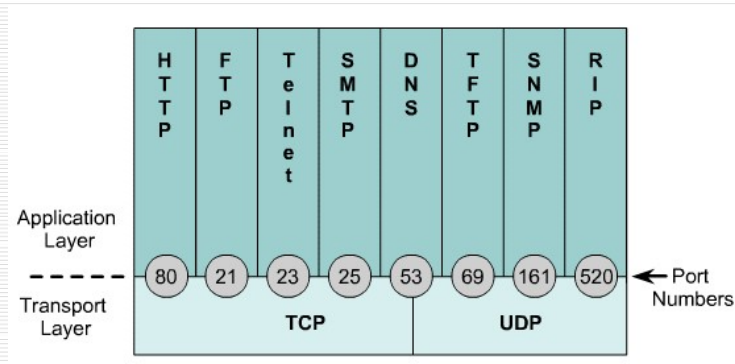 HTTP
FTP
Telnet
SMTP
DNS
TFTP
SNMP
RIP
Application
Layer
80 21 23 25 53 69 161 520
Port
Numbers
Transport
Layer
TCP UDP